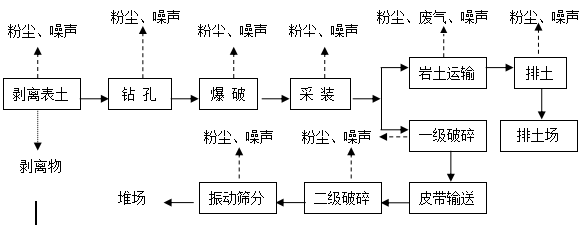 粉尘、噪声
粉尘、噪声
粉尘、噪声
粉尘、噪声
粉尘、废气、噪声
粉尘、噪声
剥离表土
钻 孔
爆 破
采 装
岩土运输
排土
剥离物
粉尘、噪声
粉尘、噪声
一级破碎
排土场
堆场
振动筛分
二级破碎
皮带输送